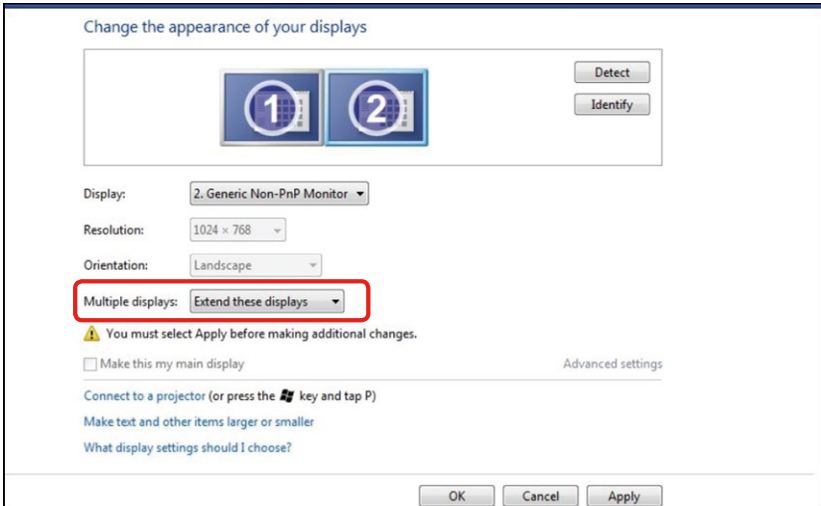 Change the appearance of your displays
1
2
Detect
Identify
Display:
2. Generic Non-PnP Monitor
Resolution:
1024 × 768
Orientation:
Landscape
Multiple displays:
Extend these displays
You must select Apply before making additional changes.
Make this my main display
Advanced settings
Connect to a projector (or press the key and tap P)
Make text and other items larger or smaller
What display settings should I choose?
OK
Cancel
Apply